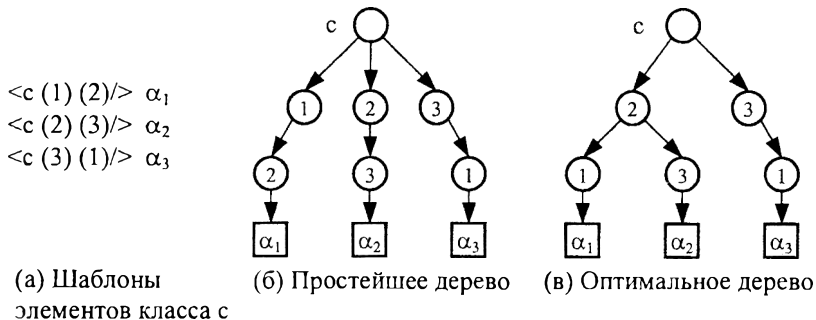 c
c
<c (1) (2)/> α₁
<c (2) (3)/> α₂
<c (3) (1)/> α₃
1 2 3 2 3
2 3 1 1 3 1
α₁ α₂ α₃ α₁ α₂ α₃
(а) Шаблоны
элементов класса c
(б) Простейшее дерево
(в) Оптимальное дерево